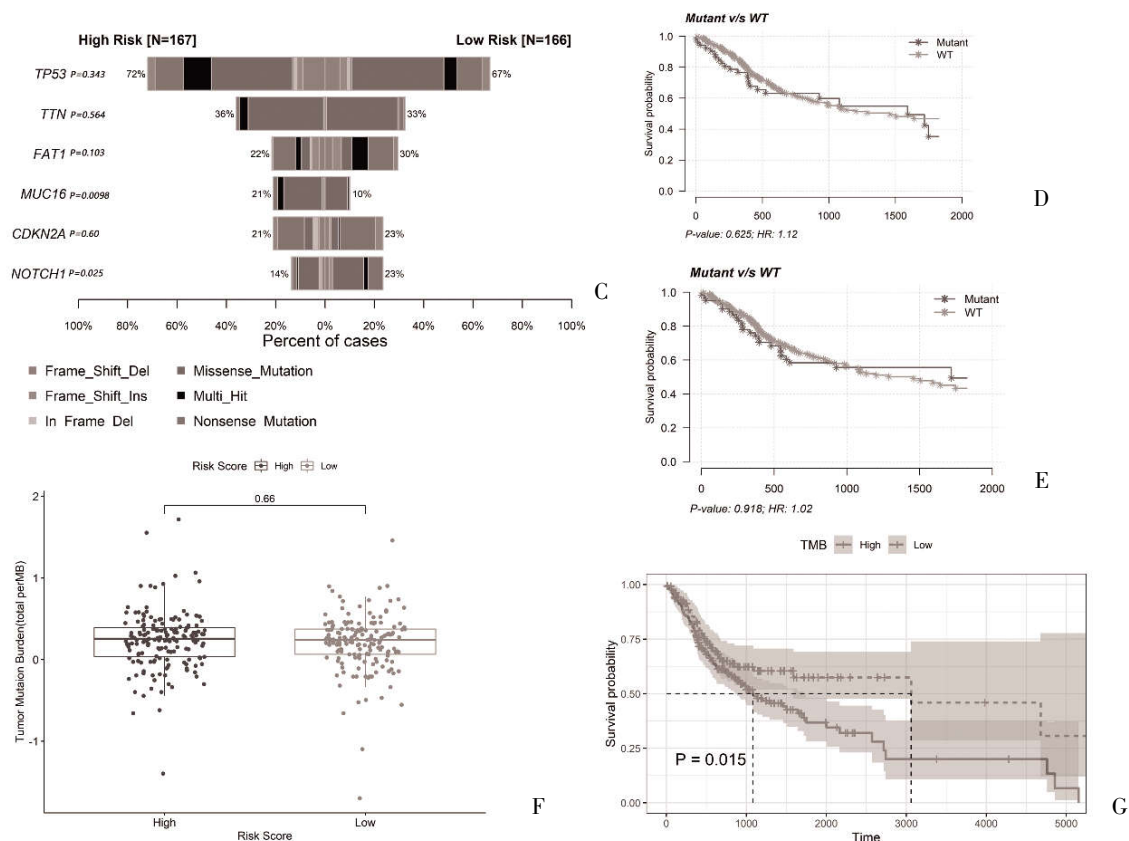 High Risk [N=167] Low Risk [N=166]
TP53 P=0.343 72% 67%
TTN P=0.564 36% 33%
FAT1 P=0.103 22% 30%
MUC16 P=0.0098 21% 10%
CDKN2A P=0.60 21% 23%
NOTCH1 P=0.025 14% 23%
100% 80% 60% 40% 20% 0% 20% 40% 60% 80% 100%
Percent of cases
C
Frame_Shift_Del Missense_Mutation
Frame_Shift_Ins Multi_Hit
In Frame Del Nonsense Mutation
Mutant v/s WT
Mutant
WT
Survival probability
1.0
0.8
0.6
0.4
0.2
0.0
0 500 1000 1500 2000
P-value: 0.625; HR: 1.12
D
Mutant v/s WT
Mutant
WT
Survival probability
1.0
0.8
0.6
0.4
0.2
0.0
0 500 1000 1500 2000
P-value: 0.918; HR: 1.02
E
Risk Score High Low
0.66
Tumor Mutation Burden(total perMB)
2
1
0
-1
High Low
Risk Score
F
TMB High Low
Survival probability
1.00
0.75
0.50
0.25
0.00
P = 0.015
0 1000 2000 3000 4000 5000
Time
G